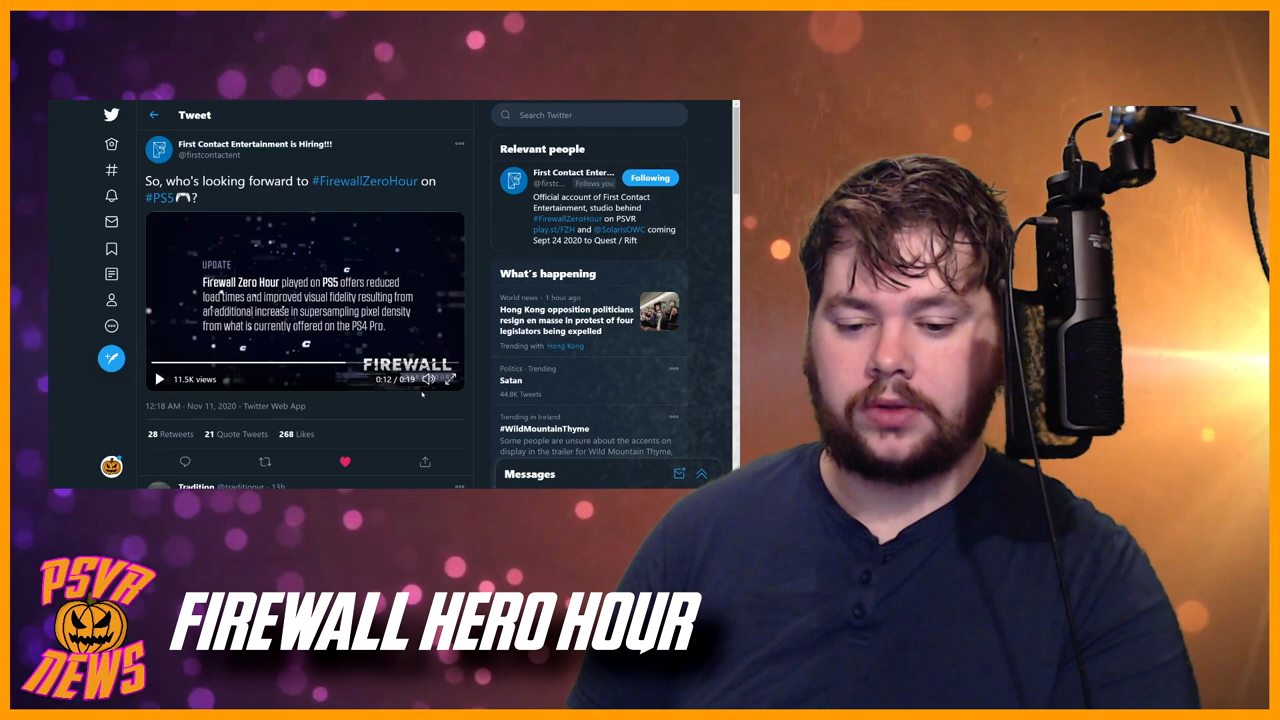 Tweet
First Contact Entertainment is Hiring!!!
@firstcontactent
So, who's looking forward to #FirewallZeroHour on
#PS5🎮?
UPDATE
Firewall Zero Hour played on PS5 offers reduced
load times and improved visual fidelity resulting from
an additional increase in supersampling pixel density
from what is currently offered on the PS4 Pro.
FIREWALL
11.5K views
0:12 / 0:19
12:18 AM · Nov 11, 2020 · Twitter Web App
28 Retweets 21 Quote Tweets 268 Likes
Tradition @traditionvr · 13h
Search Twitter
Relevant people
First Contact Enter...
@firstc... Follows you
Following
Official account of First Contact
Entertainment, studio behind
#FirewallZeroHour on PSVR
play.st/FZH and @SolarisOWC coming
Sept 24 2020 to Quest / Rift
What's happening
World news · 1 hour ago
Hong Kong opposition politicians
resign en masse in protest of four
legislators being expelled
Trending with Hong Kong
Politics · Trending
Satan
44.8K Tweets
Trending in Ireland
#WildMountainThyme
Some people are unsure about the accents on
display in the trailer for Wild Mountain Thyme,
Messages
PSVR
NEWS
FIREWALL HERO HOUR